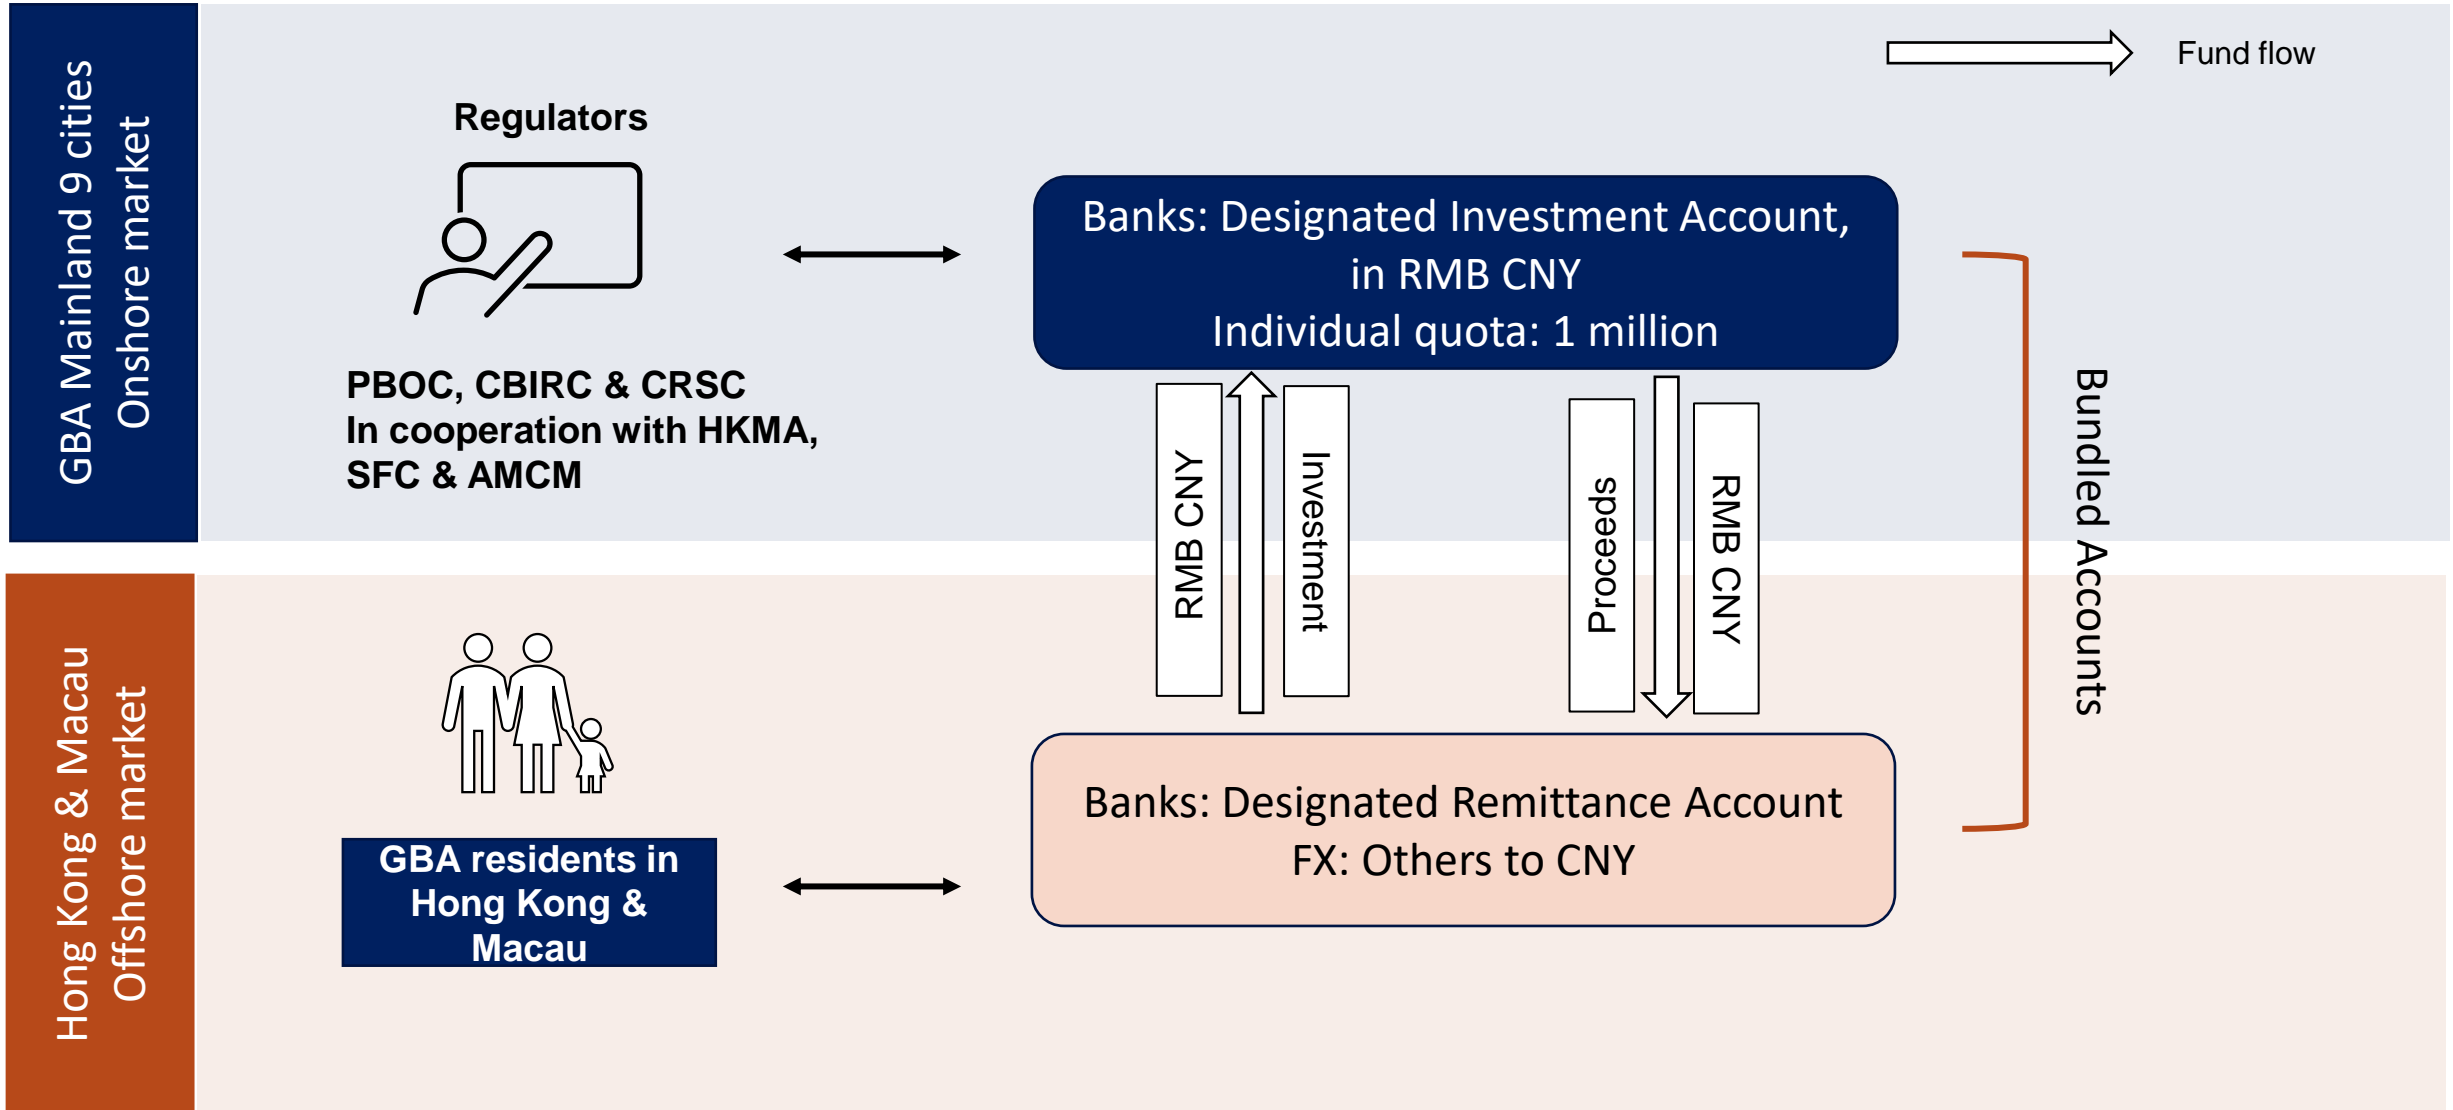 GBA Mainland 9 cities
Onshore market
Fund flow
Regulators
PBOC, CBIRC & CRSC
In cooperation with HKMA,
SFC & AMCM
Banks: Designated Investment Account,
in RMB CNY
Individual quota: 1 million
RMB CNY
Investment
Proceeds
RMB CNY
Bundled Accounts
Hong Kong & Macau
Offshore market
GBA residents in
Hong Kong &
Macau
Banks: Designated Remittance Account
FX: Others to CNY